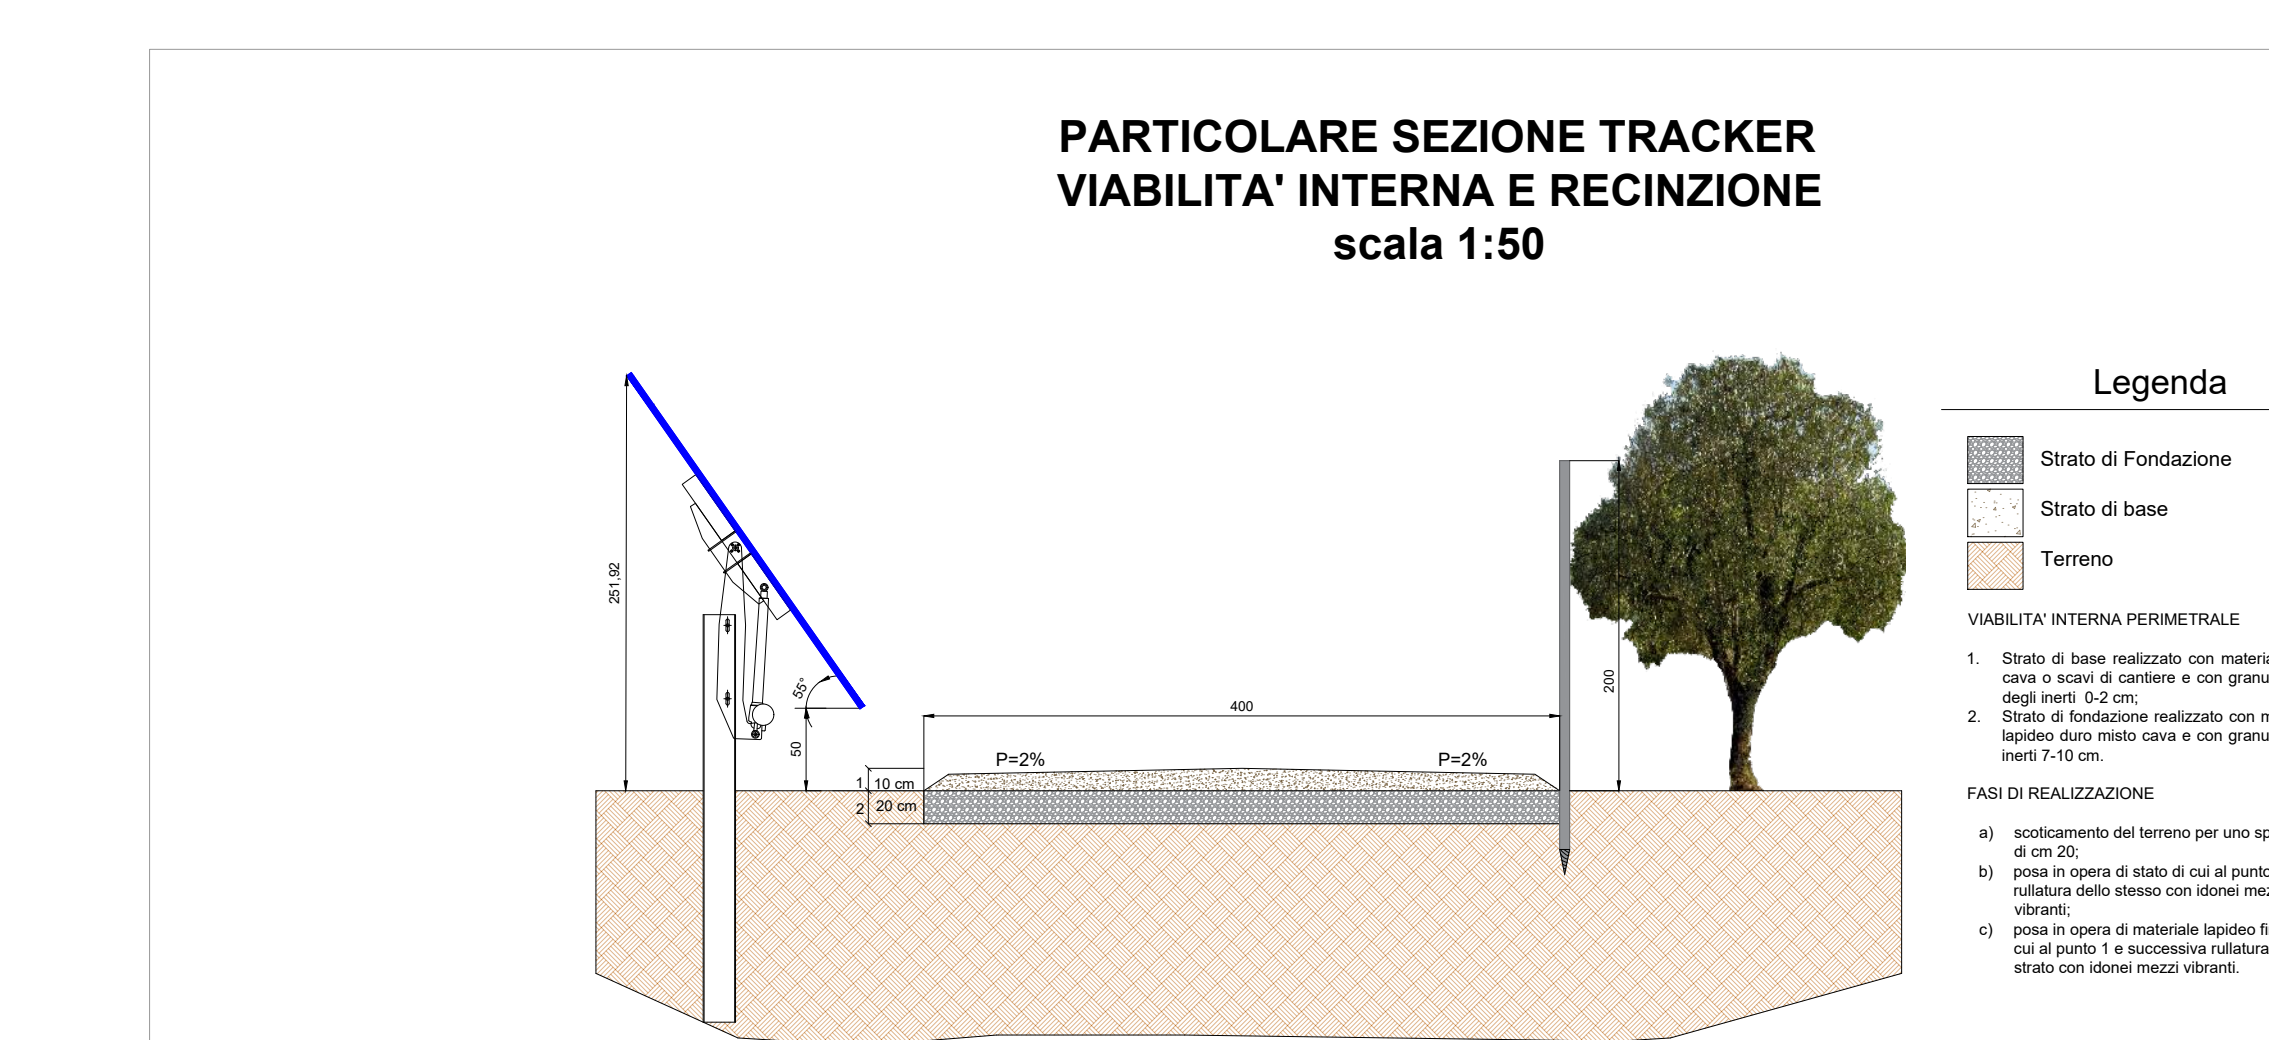 PARTICOLARE SEZIONE TRACKER
VIABILITA' INTERNA E RECINZIONE
scala 1:50
251,92
55°
50
400
P=2%
P=2%
1
10 cm
2
20 cm
200
Legenda
Strato di Fondazione
Strato di base
Terreno
VIABILITA' INTERNA PERIMETRALE
1. Strato di base realizzato con
cava o scavi di cantiere e con
degli inerti 0-2 cm;
2. Strato di fondazione realizzato con
lapideo duro misto cava e con
inerti 7-10 cm.
FASI DI REALIZZAZIONE
a) scoticamento del terreno per uno
di cm 20;
b) posa in opera di stato di cui al punto
rullatura dello stesso con idonei
vibranti;
c) posa in opera di materiale lapideo
cui al punto 1 e successiva rullatura
strato con idonei mezzi vibranti.